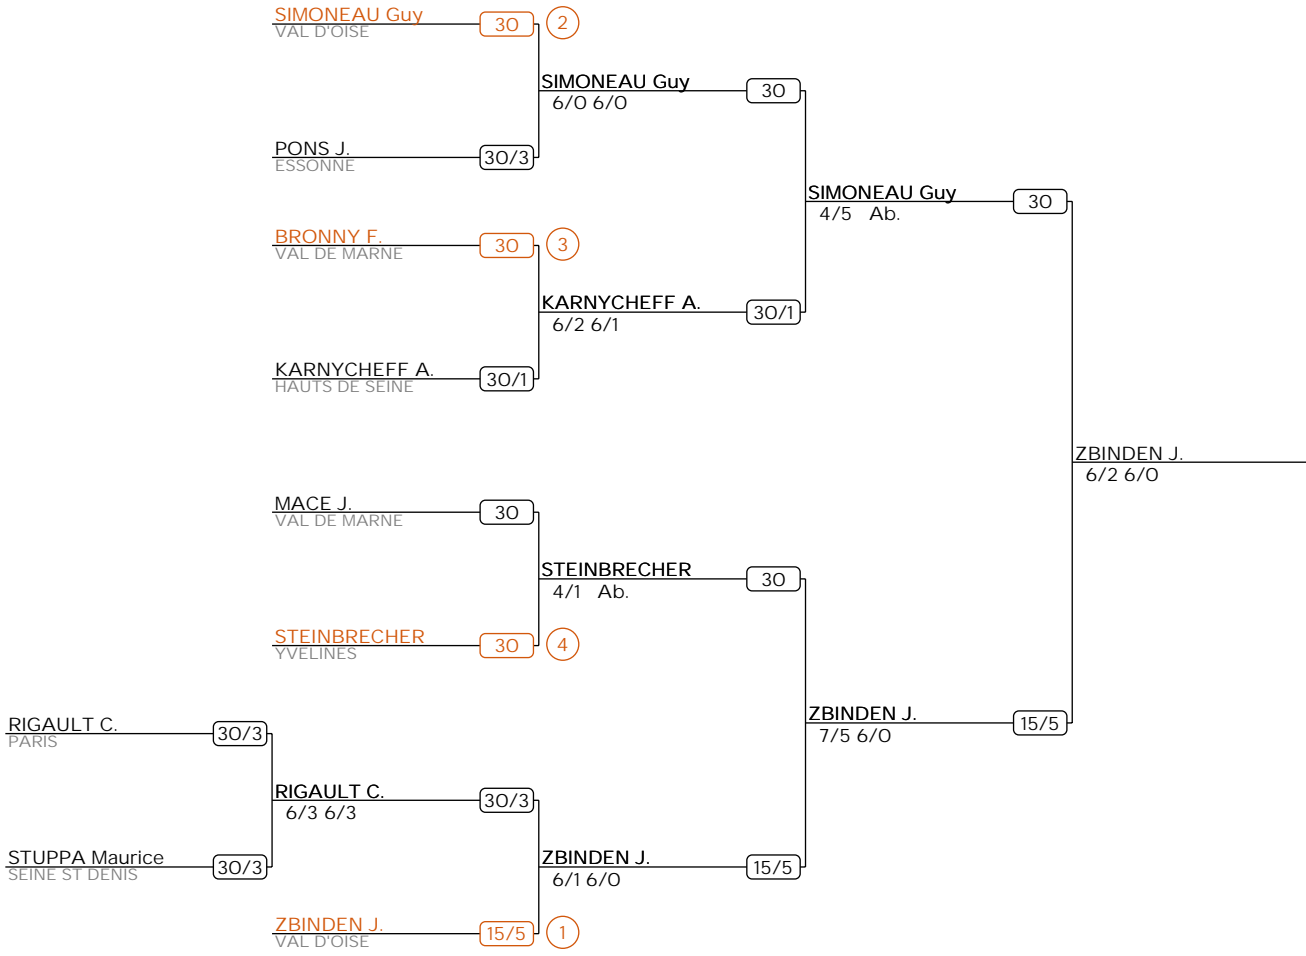 SIMONEAU Guy
VAL D'OISE
30
2
SIMONEAU Guy
6/0 6/0
30
PONS J.
ESSONNE
30/3
SIMONEAU Guy
4/5 Ab.
30
BRONNY F.
VAL DE MARNE
30
3
KARNYCHEFF A.
6/2 6/1
30/1
KARNYCHEFF A.
HAUTS DE SEINE
30/1
ZBINDEN J.
6/2 6/0
MACE J.
VAL DE MARNE
30
STEINBRECHER
4/1 Ab.
30
STEINBRECHER
YVELINES
30
4
ZBINDEN J.
7/5 6/0
15/5
RIGAULT C.
PARIS
30/3
RIGAULT C.
6/3 6/3
30/3
STUPPA Maurice
SEINE ST DENIS
30/3
ZBINDEN J.
6/1 6/0
15/5
ZBINDEN J.
VAL D'OISE
15/5
1